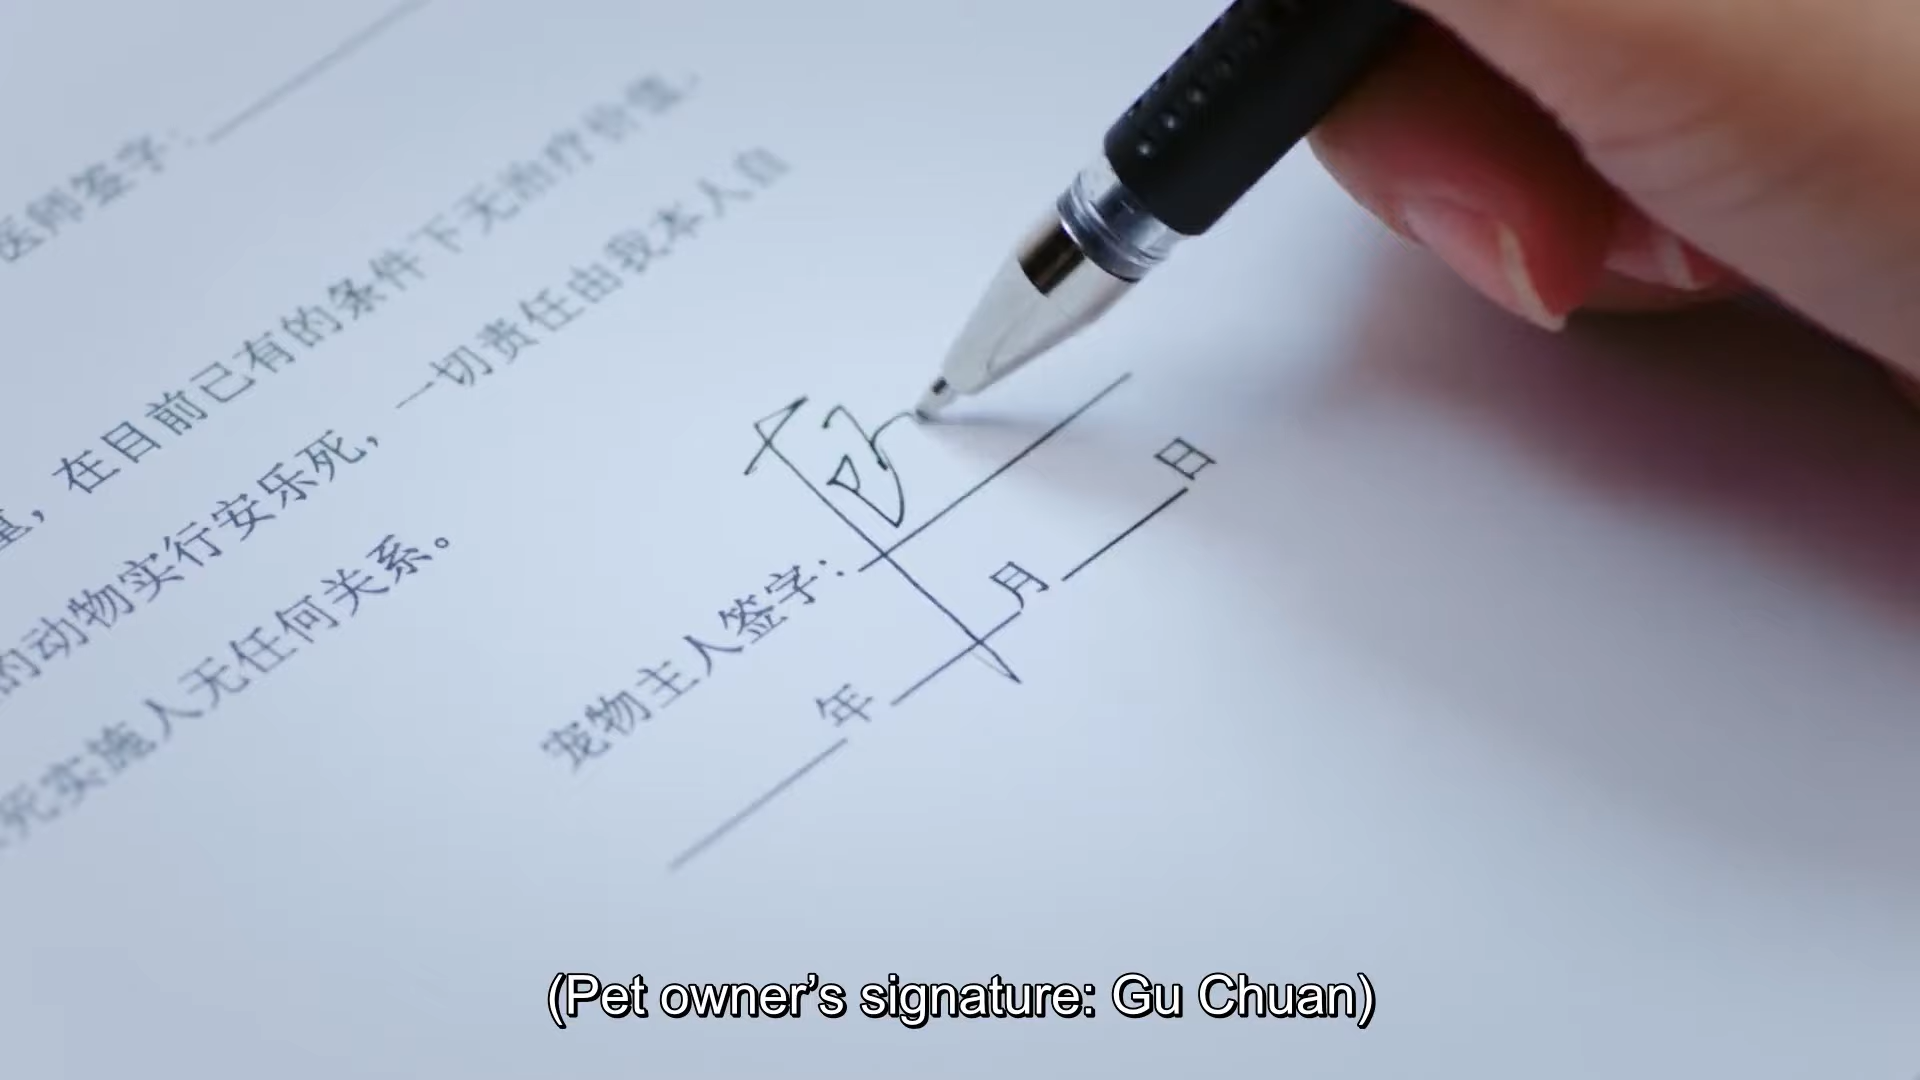 医师签字:
在目前已有的条件下无治疗价值,
的动物实行安乐死,一切责任由我本人自
死实施人无任何关系。
宠物主人签字:
年 月 日
(Pet owner’s signature: Gu Chuan)